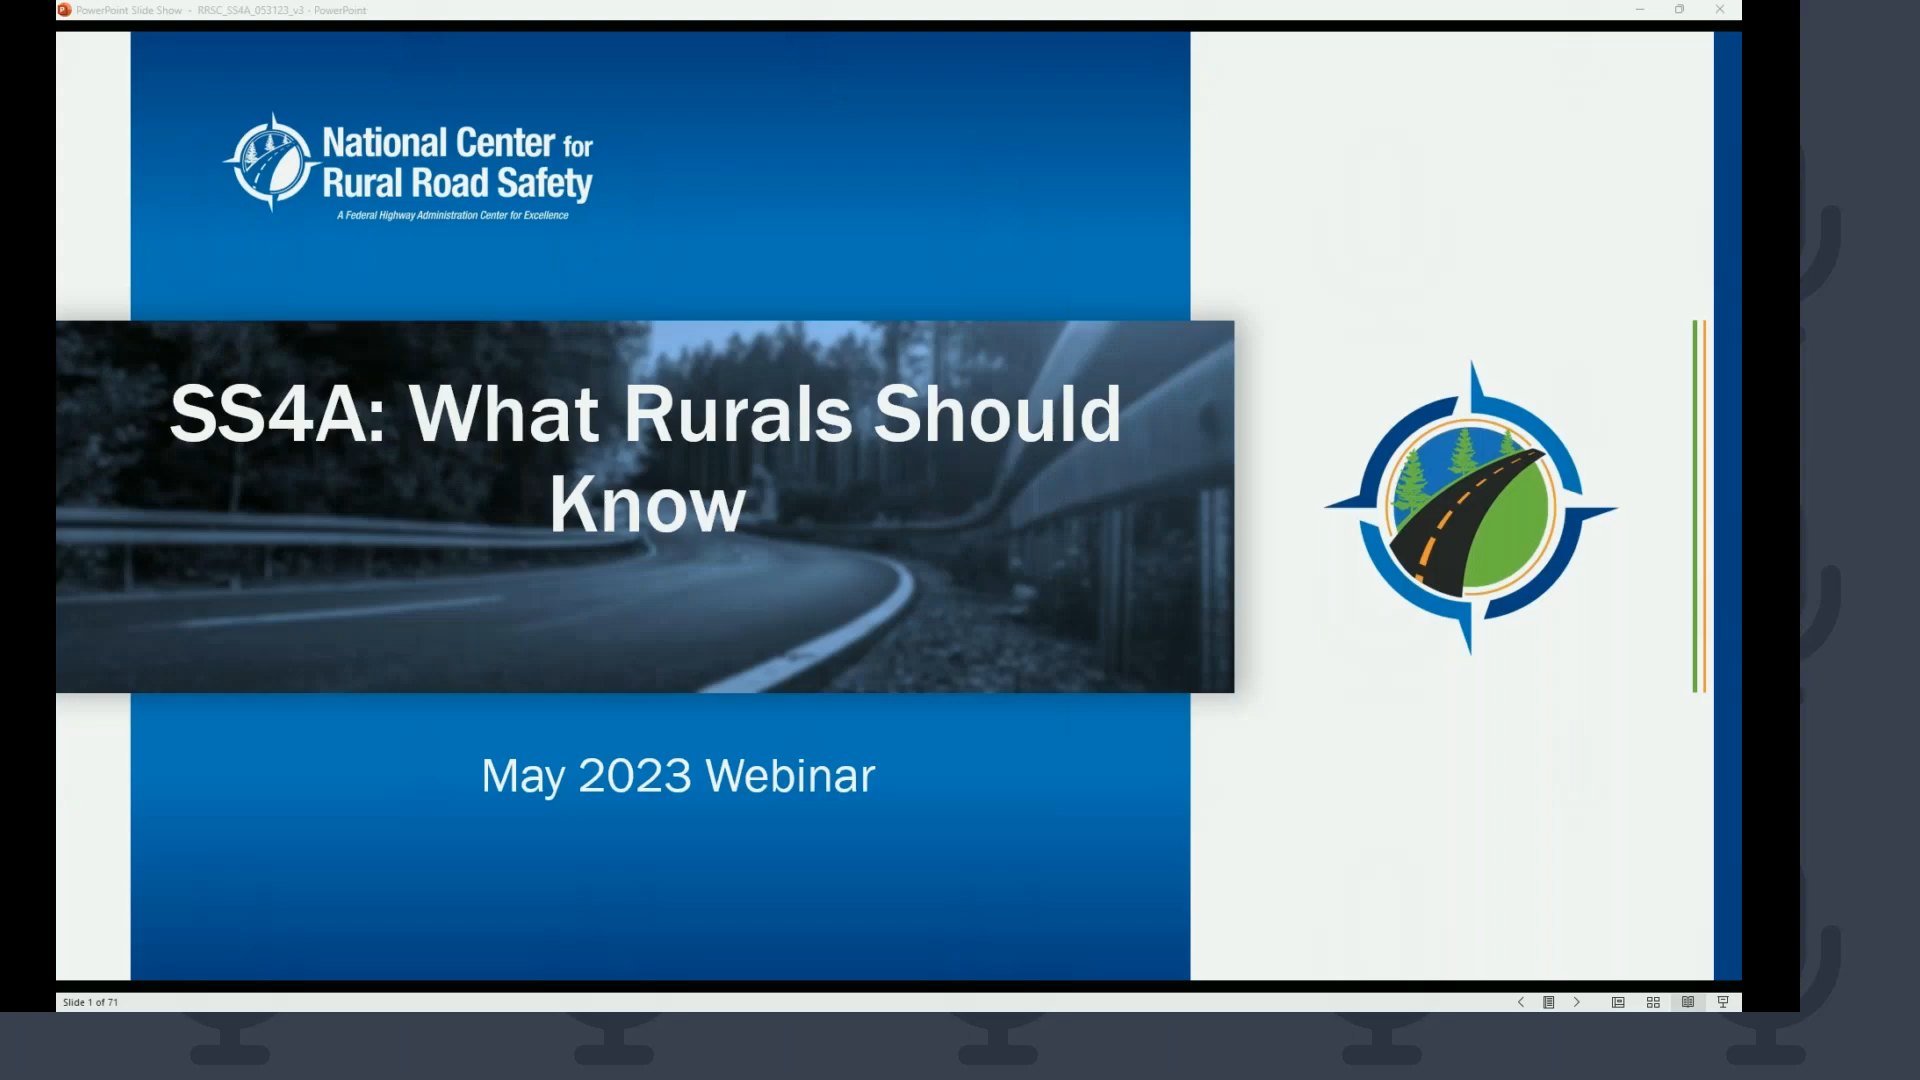 PowerPoint Slide Show - RRSC_SS4A_053123_v3 - PowerPoint
National Center for
Rural Road Safety
A Federal Highway Administration Center for Excellence
SS4A: What Rurals Should
Know
May 2023 Webinar
Slide 1 of 71